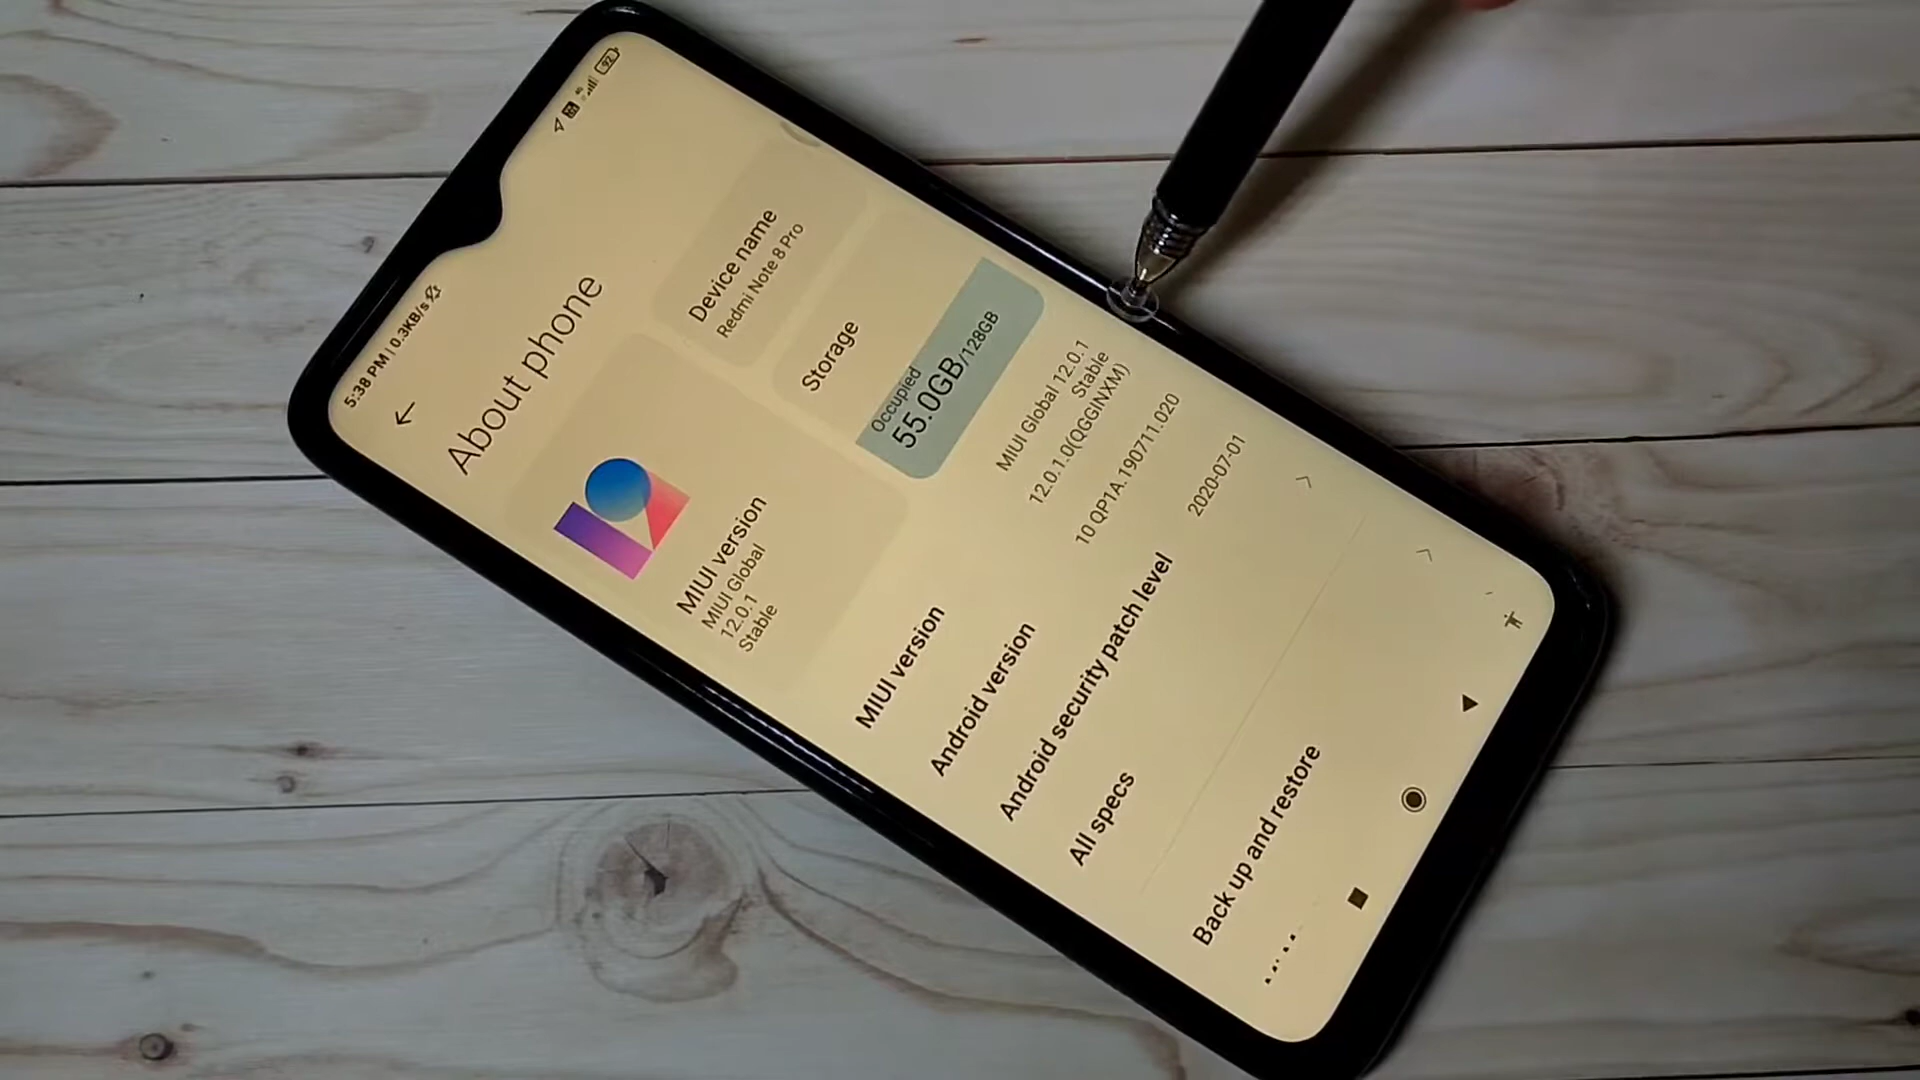 5:38 PM | 0.3KB/s
92
About phone
MIUI version
MIUI Global
12.0.1
Stable
Device name
Redmi Note 8 Pro
Storage
Occupied
55.0GB/128GB
MIUI version
MIUI Global 12.0.1
Stable
12.0.1.0(QGGINXM)
Android version
10 QP1A.190711.020
Android security patch level
2020-07-01
All specs
Back up and restore